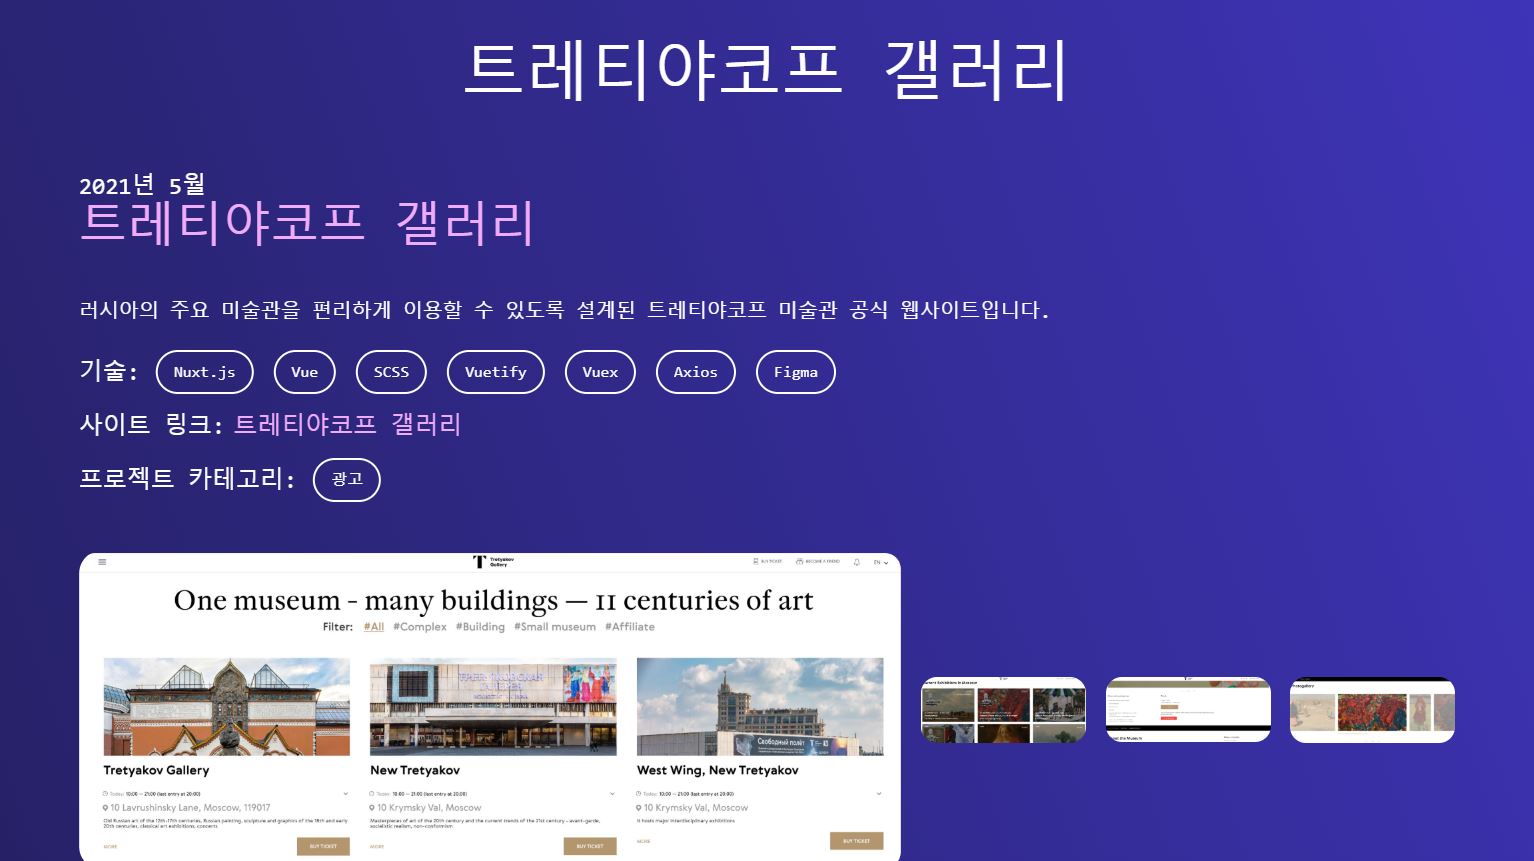 트레티야코프 갤러리
2021년 5월
트레티야코프 갤러리
러시아의 주요 미술관을 편리하게 이용할 수 있도록 설계된 트레티야코프 미술관 공식 웹사이트입니다.
기술: Nuxt.js Vue SCSS Vuetify Vuex Axios Figma
사이트 링크: 트레티야코프 갤러리
프로젝트 카테고리: 광고
Tretyakov Gallery BUY TICKET BECOME A FRIEND EN
One museum - many buildings — 11 centuries of art
Filter: #All #Complex #Building #Small museum #Affiliate
Свободный полёт
Tretyakov Gallery New Tretyakov West Wing, New Tretyakov
Today: 10:00 — 21:00 (last entry at 20:00) Today: 10:00 — 21:00 (last entry at 20:00) Today: 10:00 — 21:00 (last entry at 20:00)
10 Lavrushinsky Lane, Moscow, 119017 10 Krymsky Val, Moscow 10 Krymsky Val, Moscow
Old Russian art of the 12th-17th centuries, Russian painting, sculpture and graphics of the 18th and early Masterpieces of art of the 20th century and the current trends of the 21st century - avant-garde, It hosts major interdisciplinary exhibitions
20th centuries, classical art exhibitions, concerts socialistic realism, non-conformism
MORE BUY TICKET MORE BUY TICKET MORE BUY TICKET